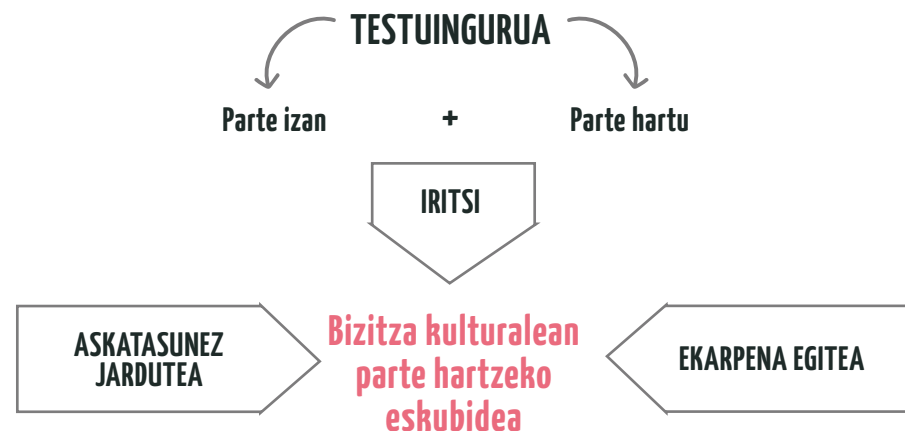 TESTUINGURUA
Parte izan + Parte hartu
IRITSI
ASKATASUNEZ
JARDUTEA
Bizitza kulturalean
parte hartzeko
eskubidea
EKARPENA EGITEA